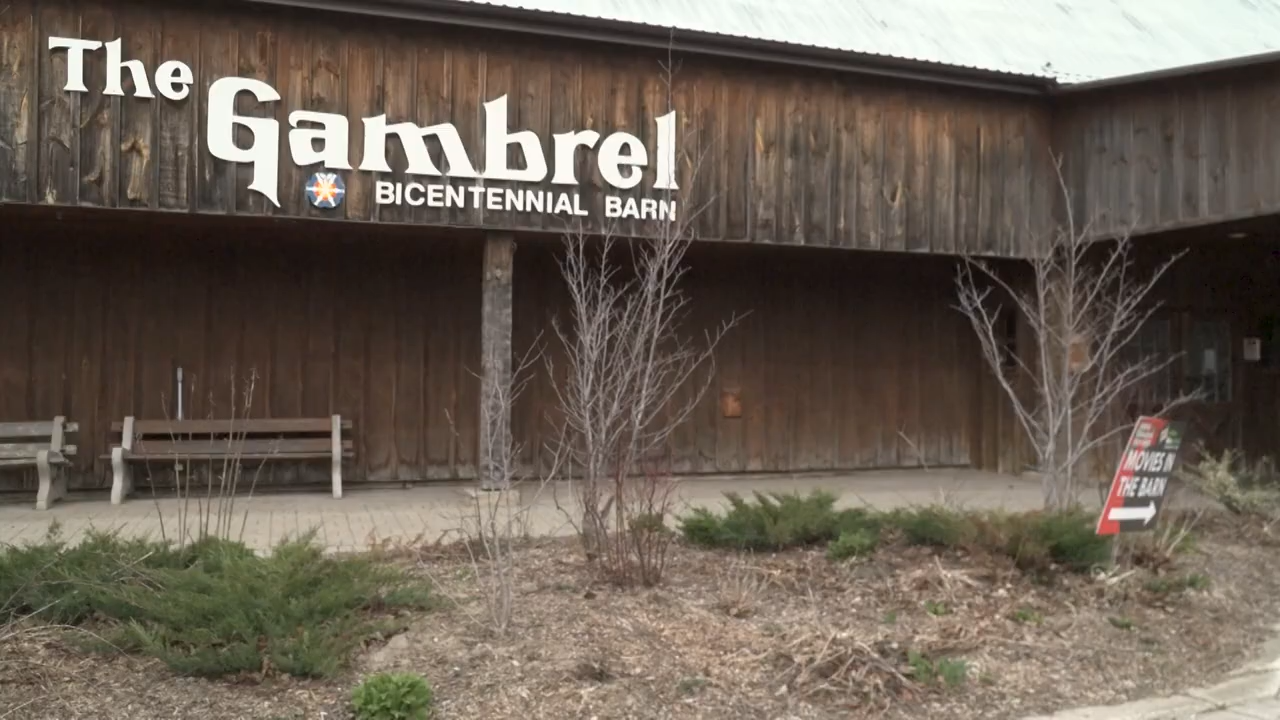 The
Gambrel
BICENTENNIAL BARN
MOVIES IN
THE BARN